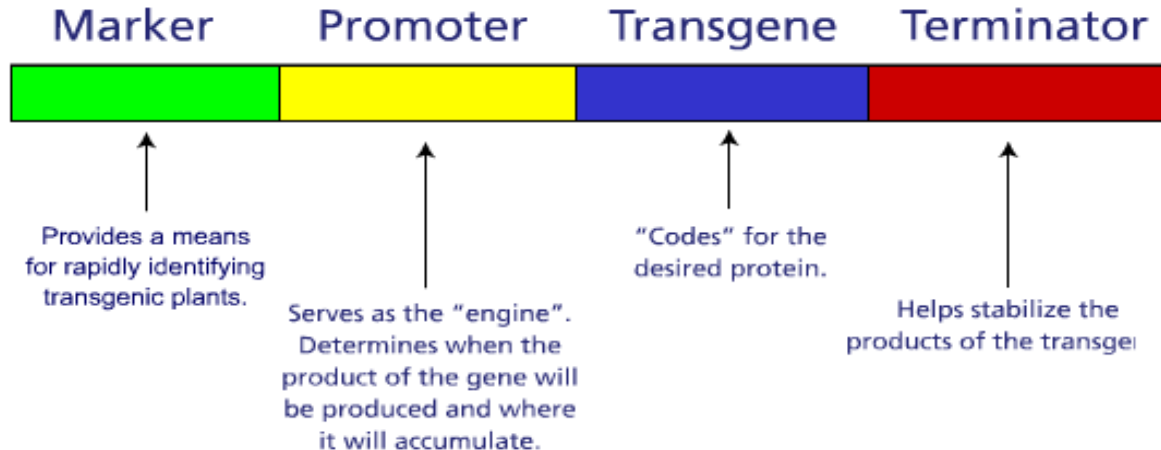 Marker Promoter Transgene Terminator
Provides a means
for rapidly identifying
transgenic plants.
Serves as the “engine”.
Determines when the
product of the gene will
be produced and where
it will accumulate.
“Codes” for the
desired protein.
Helps stabilize the
products of the